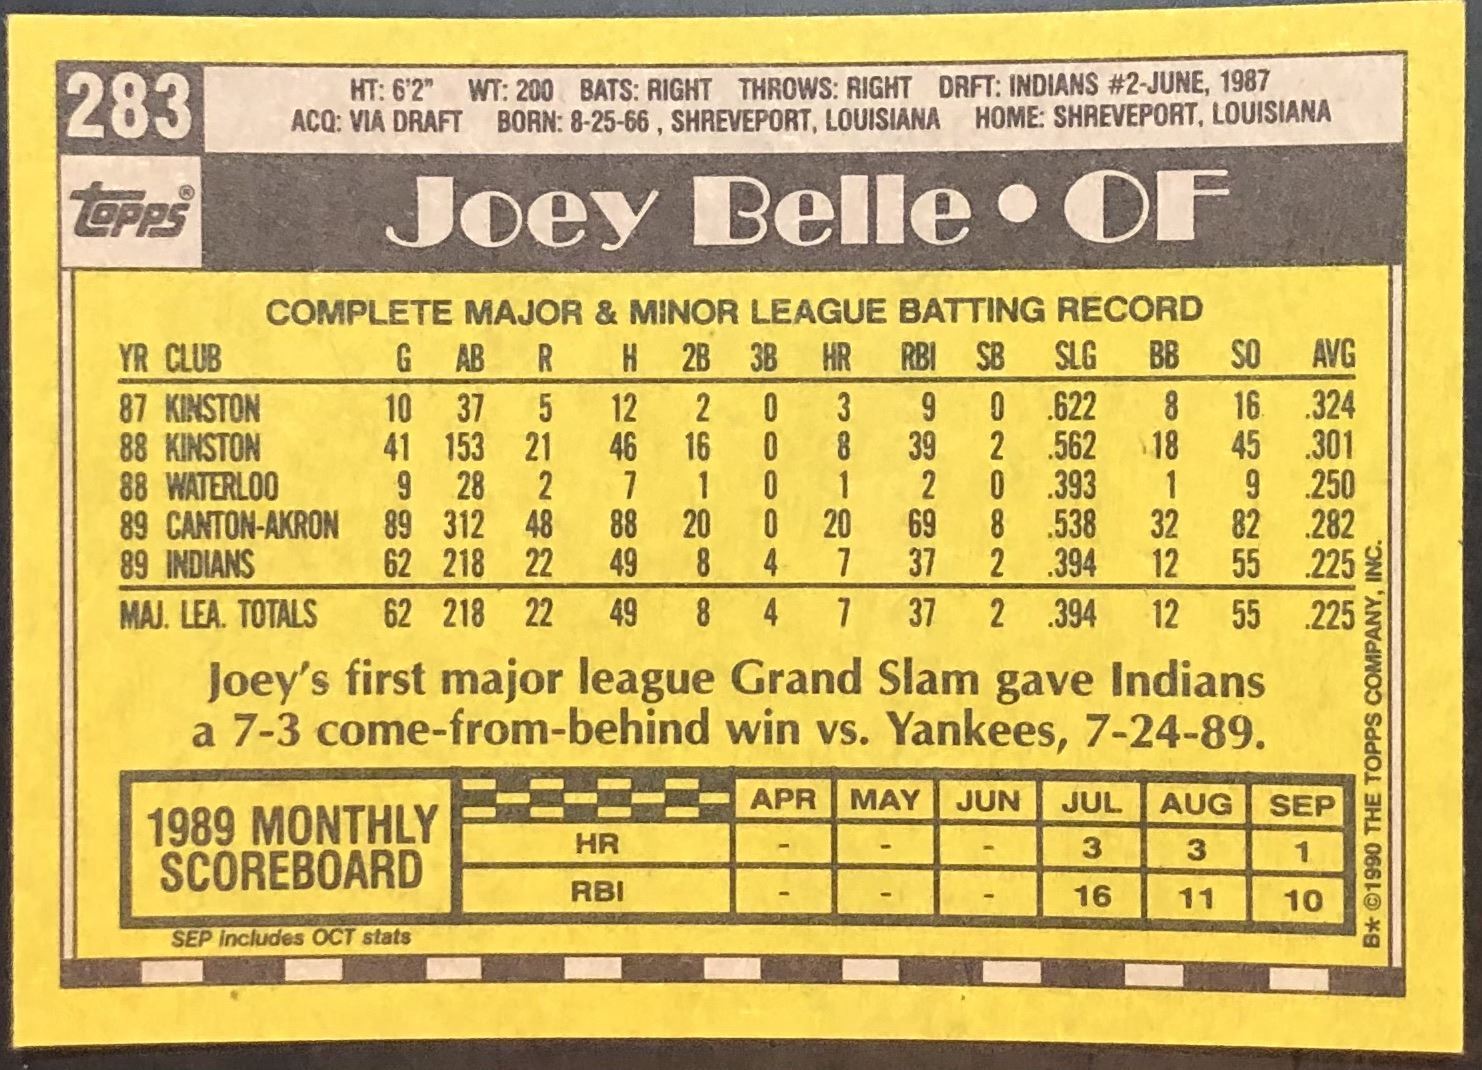 283
HT: 6'2" WT: 200 BATS: RIGHT THROWS: RIGHT DRFT: INDIANS #2-JUNE, 1987
ACQ: VIA DRAFT BORN: 8-25-66, SHREVEPORT, LOUISIANA HOME: SHREVEPORT, LOUISIANA
Topps®
Joey Belle • OF
COMPLETE MAJOR & MINOR LEAGUE BATTING RECORD
YR CLUB G AB R H 2B 3B HR RBI SB SLG BB SO AVG
87 KINSTON 10 37 5 12 2 0 3 9 0 .622 8 16 .324
88 KINSTON 41 153 21 46 16 0 8 39 2 .562 18 45 .301
88 WATERLOO 9 28 2 7 1 0 1 2 0 .393 1 9 .250
89 CANTON-AKRON 89 312 48 88 20 0 20 69 8 .538 32 82 .282
89 INDIANS 62 218 22 49 8 4 7 37 2 .394 12 55 .225
MAJ. LEA. TOTALS 62 218 22 49 8 4 7 37 2 .394 12 55 .225
Joey's first major league Grand Slam gave Indians
a 7-3 come-from-behind win vs. Yankees, 7-24-89.
1989 MONTHLY
SCOREBOARD
APR MAY JUN JUL AUG SEP
HR - - - 3 3 1
RBI - - - 16 11 10
SEP includes OCT stats
B* ©1990 THE TOPPS COMPANY, INC.